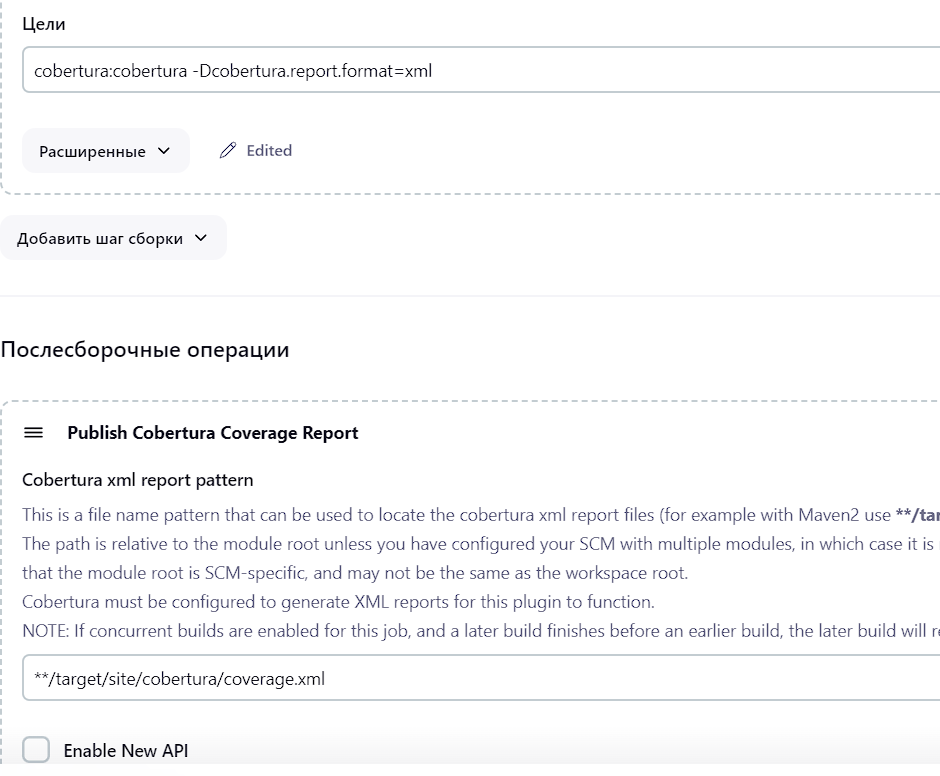 Цели
cobertura:cobertura -Dcobertura.report.format=xml
Расширенные
Edited
Добавить шаг сборки
Послесборочные операции
Publish Cobertura Coverage Report
Cobertura xml report pattern
This is a file name pattern that can be used to locate the cobertura xml report files (for example with Maven2 use **/tar
The path is relative to the module root unless you have configured your SCM with multiple modules, in which case it is
that the module root is SCM-specific, and may not be the same as the workspace root.
Cobertura must be configured to generate XML reports for this plugin to function.
NOTE: If concurrent builds are enabled for this job, and a later build finishes before an earlier build, the later build will re
**/target/site/cobertura/coverage.xml
Enable New API